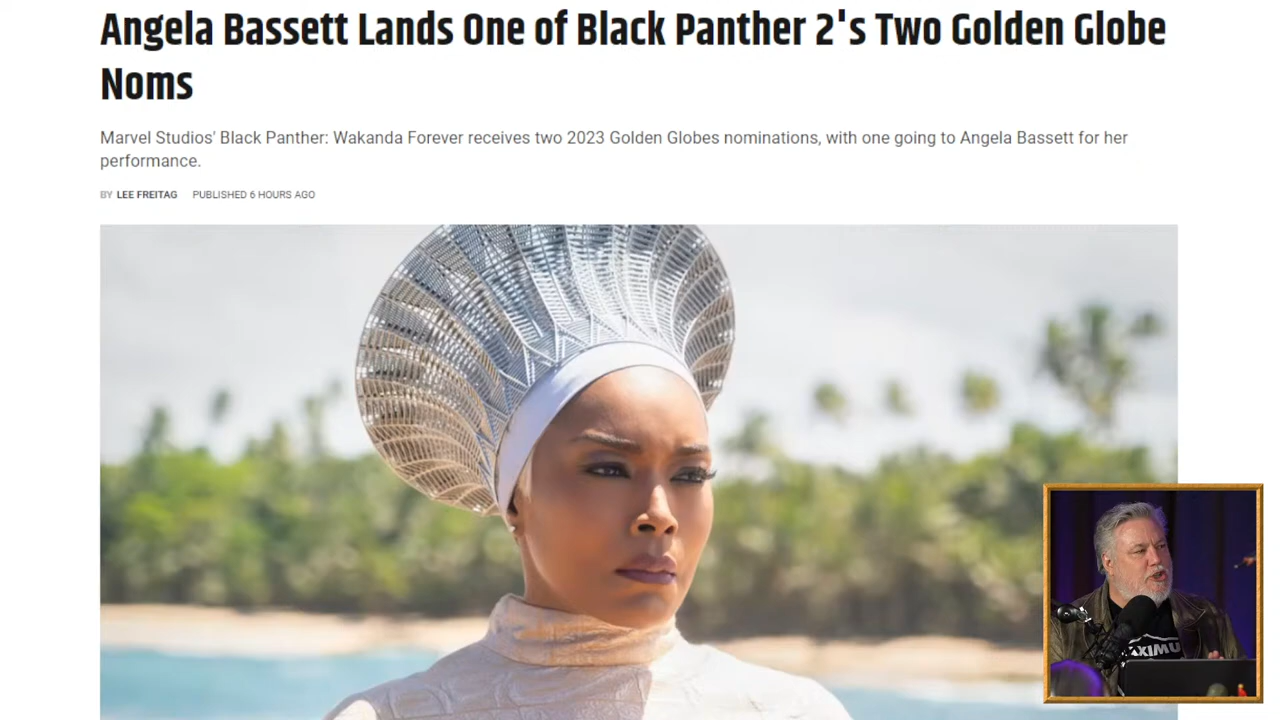 Angela Bassett Lands One of Black Panther 2's Two Golden Globe
Noms
Marvel Studios' Black Panther: Wakanda Forever receives two 2023 Golden Globes nominations, with one going to Angela Bassett for her
performance.
BY LEE FREITAG PUBLISHED 6 HOURS AGO